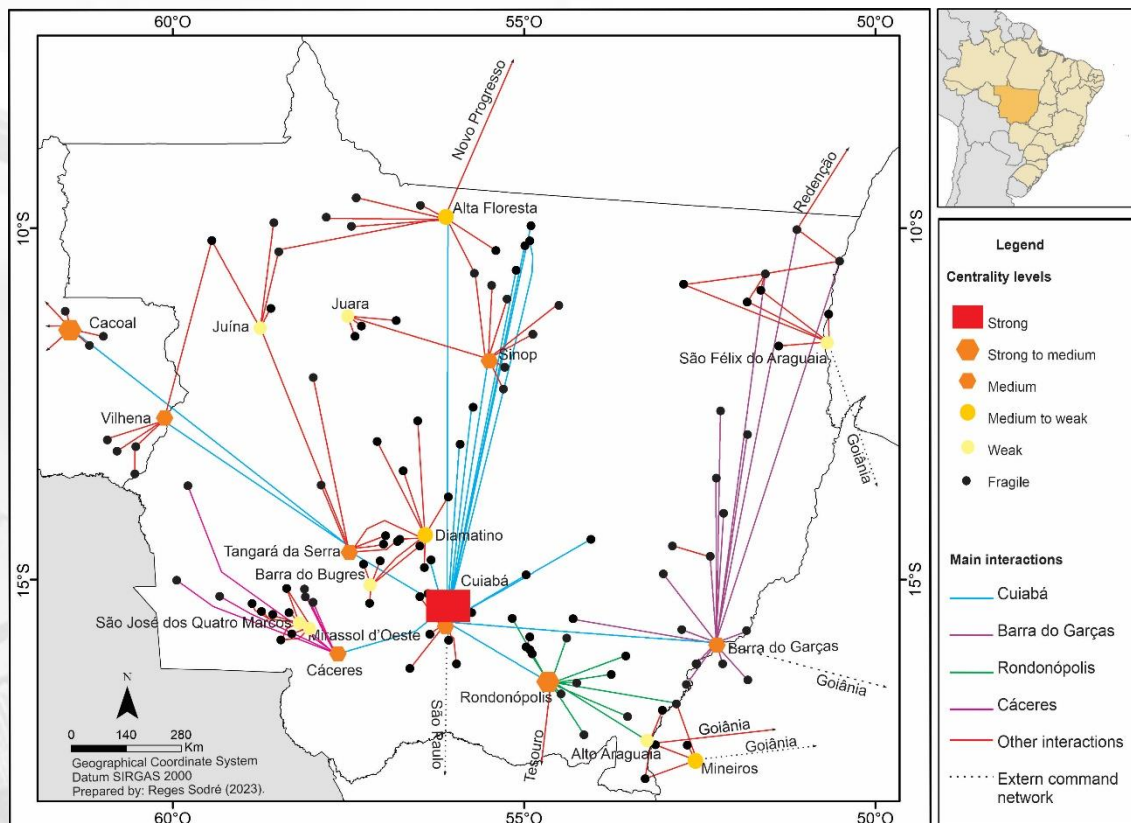 60°O
55°O
50°O
Novo Progresso
Redenção
10°S
Alta Floresta
10°S
Juara
Cacoal
Juína
Sinop
São Félix do Araguaia
Vilhena
Goiânia
Diamatino
Tangará da Serra
15°S
Barra do Bugres
Cuiabá
15°S
São José dos Quatro Marcos
Mirassol d’Oeste
Barra do Garças
Cáceres
Goiânia
Rondonópolis
N
São Paulo
Tesouro
Goiânia
Alto Araguaia
Goiânia
Mineiros
0 140 280
Km
Geographical Coordinate System
Datum SIRGAS 2000
Prepared by: Reges Sodré (2023).
60°O
55°O
50°O
Legend
Centrality levels
Strong
Strong to medium
Medium
Medium to weak
Weak
Fragile
Main interactions
Cuiabá
Barra do Garças
Rondonópolis
Cáceres
Other interactions
Extern command
network